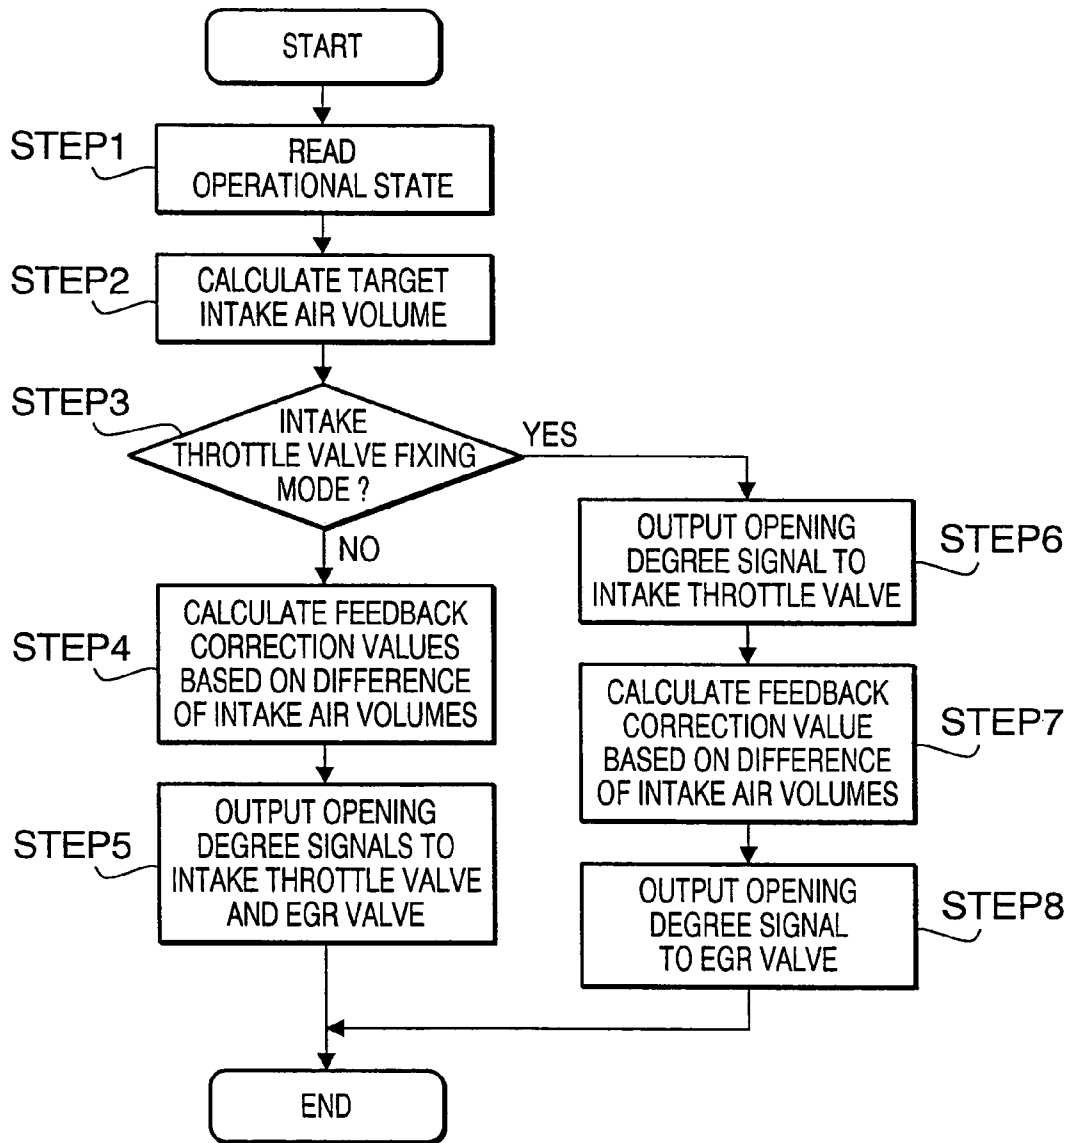 START
STEP1
READ
OPERATIONAL STATE
STEP2
CALCULATE TARGET
INTAKE AIR VOLUME
STEP3
INTAKE
THROTTLE VALVE FIXING
MODE ?
YES
NO
STEP4
CALCULATE FEEDBACK
CORRECTION VALUES
BASED ON DIFFERENCE
OF INTAKE AIR VOLUMES
STEP5
OUTPUT OPENING
DEGREE SIGNALS TO
INTAKE THROTTLE VALVE
AND EGR VALVE
OUTPUT OPENING
DEGREE SIGNAL TO
INTAKE THROTTLE VALVE
STEP6
CALCULATE FEEDBACK
CORRECTION VALUE
BASED ON DIFFERENCE
OF INTAKE AIR VOLUMES
STEP7
OUTPUT OPENING
DEGREE SIGNAL
TO EGR VALVE
STEP8
END